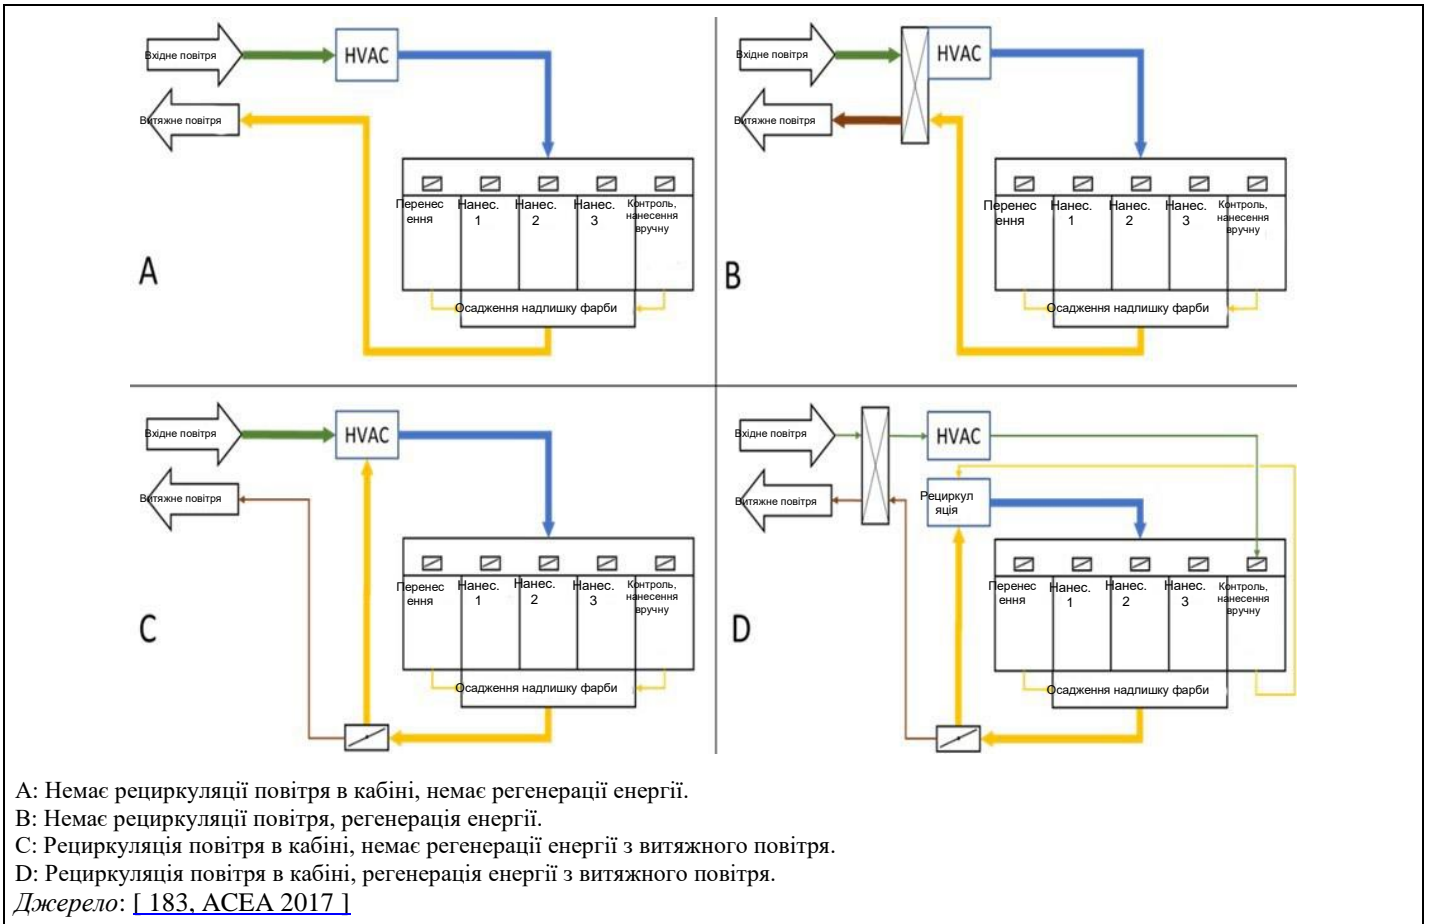 Вхідне повітря
HVAC
Витяжне повітря
Перенес
ення
Нанес.
1
Нанес.
2
Нанес.
3
Контроль,
нанесення
вручну
Осадження надлишку фарби
A
Вхідне повітря
HVAC
Витяжне повітря
Перенес
ення
Нанес.
1
Нанес.
2
Нанес.
3
Контроль,
нанесення
вручну
Осадження надлишку фарби
B
Вхідне повітря
HVAC
Витяжне повітря
Перенес
ення
Нанес.
1
Нанес.
2
Нанес.
3
Контроль,
нанесення
вручну
Осадження надлишку фарби
C
Вхідне повітря
HVAC
Витяжне повітря
Рециркул
яція
Перенес
ення
Нанес.
1
Нанес.
2
Нанес.
3
Контроль,
нанесення
вручну
Осадження надлишку фарби
D
A: Немає рециркуляції повітря в кабіні, немає регенерації енергії.
B: Немає рециркуляції повітря, регенерація енергії.
C: Рециркуляція повітря в кабіні, немає регенерації енергії з витяжного повітря.
D: Рециркуляція повітря в кабіні, регенерація енергії з витяжного повітря.
Джерело: [ 183, ACEA 2017 ]